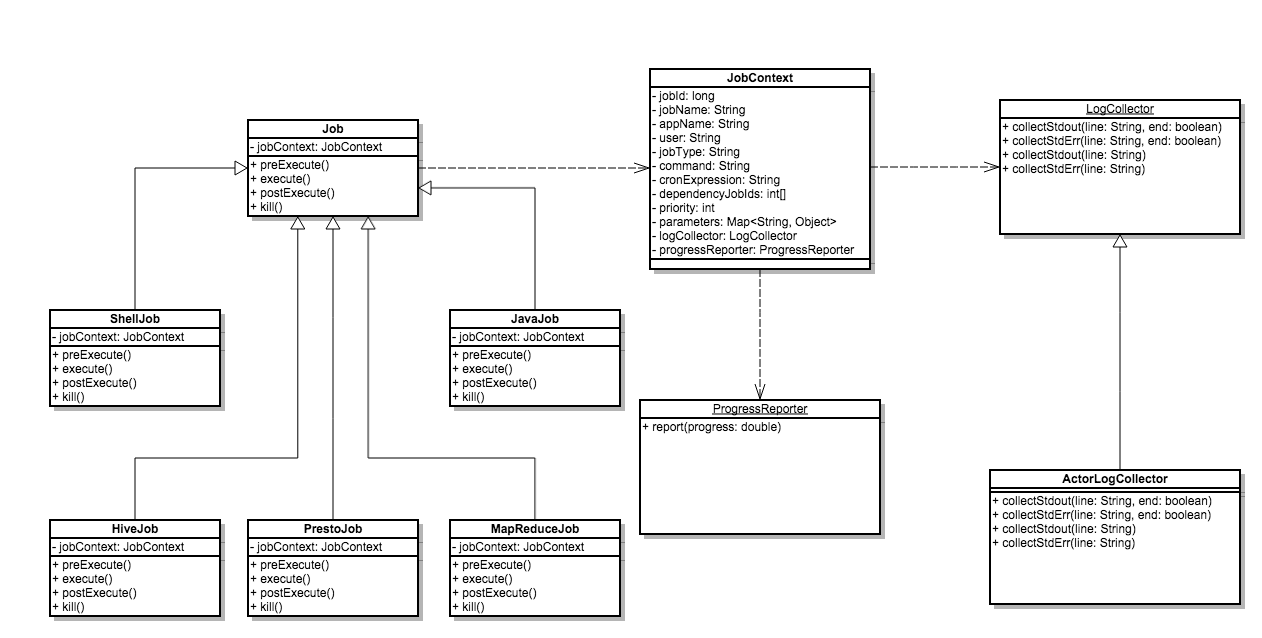 JobContext
- jobId: long
- jobName: String
- appName: String
- user: String
- jobType: String
- command: String
- cronExpression: String
- dependencyJobIds: int[]
- priority: int
- parameters: Map<String, Object>
- logCollector: LogCollector
- progressReporter: ProgressReporter
LogCollector
+ collectStdout(line: String, end: boolean)
+ collectStdErr(line: String, end: boolean)
+ collectStdout(line: String)
+ collectStdErr(line: String)
Job
- jobContext: JobContext
+ preExecute()
+ execute()
+ postExecute()
+ kill()
ShellJob
- jobContext: JobContext
+ preExecute()
+ execute()
+ postExecute()
+ kill()
JavaJob
- jobContext: JobContext
+ preExecute()
+ execute()
+ postExecute()
+ kill()
ProgressReporter
+ report(progress: double)
ActorLogCollector
+ collectStdout(line: String, end: boolean)
+ collectStdErr(line: String, end: boolean)
+ collectStdout(line: String)
+ collectStdErr(line: String)
HiveJob
- jobContext: JobContext
+ preExecute()
+ execute()
+ postExecute()
+ kill()
PrestoJob
- jobContext: JobContext
+ preExecute()
+ execute()
+ postExecute()
+ kill()
MapReduceJob
- jobContext: JobContext
+ preExecute()
+ execute()
+ postExecute()
+ kill()